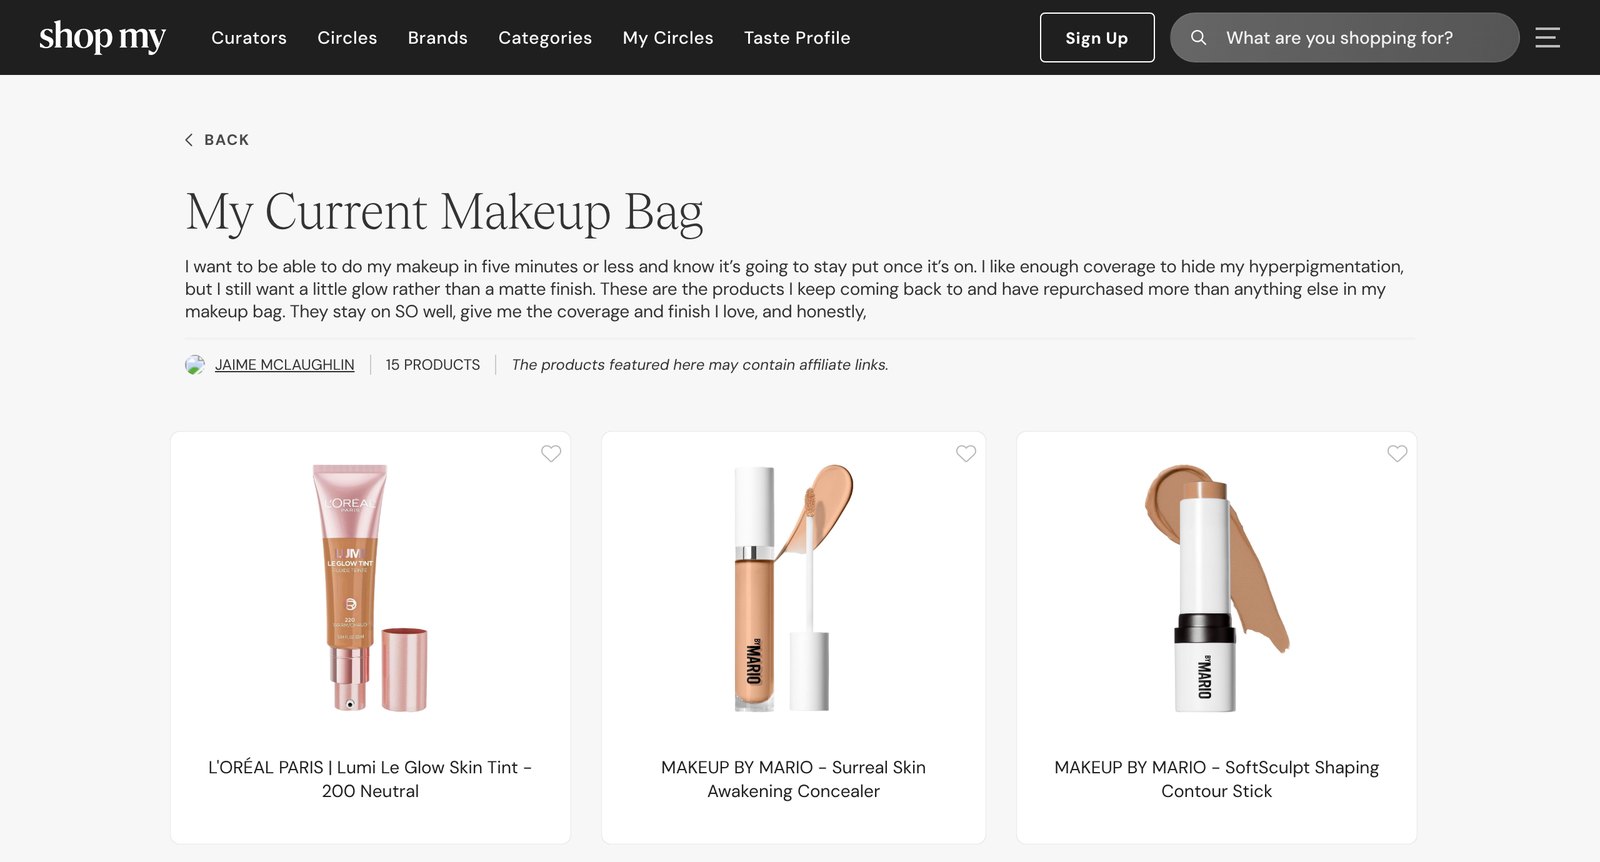 shop my
Curators
Circles
Brands
Categories
My Circles
Taste Profile
Sign Up
What are you shopping for?
BACK
My Current Makeup Bag
I want to be able to do my makeup in five minutes or less and know it’s going to stay put once it’s on. I like enough coverage to hide my hyperpigmentation,
but I still want a little glow rather than a matte finish. These are the products I keep coming back to and have repurchased more than anything else in my
makeup bag. They stay on SO well, give me the coverage and finish I love, and honestly,
JAIME MCLAUGHLIN
15 PRODUCTS
The products featured here may contain affiliate links.
L'ORÉAL
PARIS
LUMI
LE GLOW TINT
220
BY MARIO
BY MARIO
L'ORÉAL PARIS | Lumi Le Glow Skin Tint -
200 Neutral
MAKEUP BY MARIO - Surreal Skin
Awakening Concealer
MAKEUP BY MARIO - SoftSculpt Shaping
Contour Stick